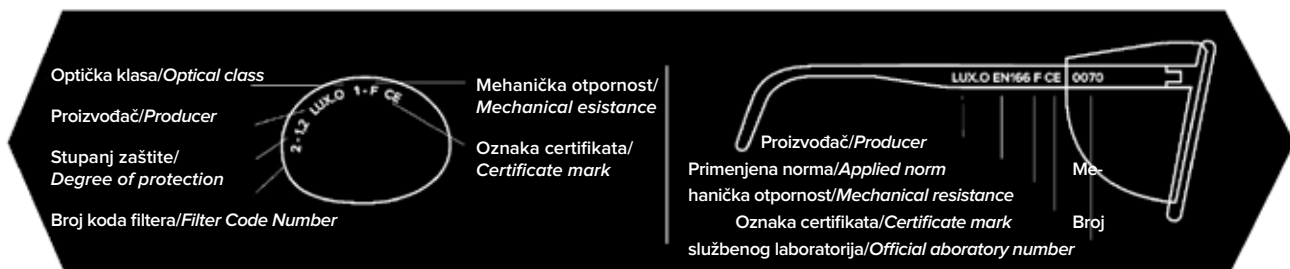 Optička klasa/Optical class
Proizvođač/Producer
Stupanj zaštite/
Degree of protection
Broj koda filtera/Filter Code Number
2-1,2 LUX.O 1-F CE
Mehanička otpornost/
Mechanical esistance
Oznaka certifikata/
Certificate mark
LUX.O EN166 F CE 0070
Proizvođač/Producer
Primenjena norma/Applied norm Me-
hanička otpornost/Mechanical resistance
Oznaka certifikata/Certificate mark Broj
službenog laboratorija/Official aboratory number